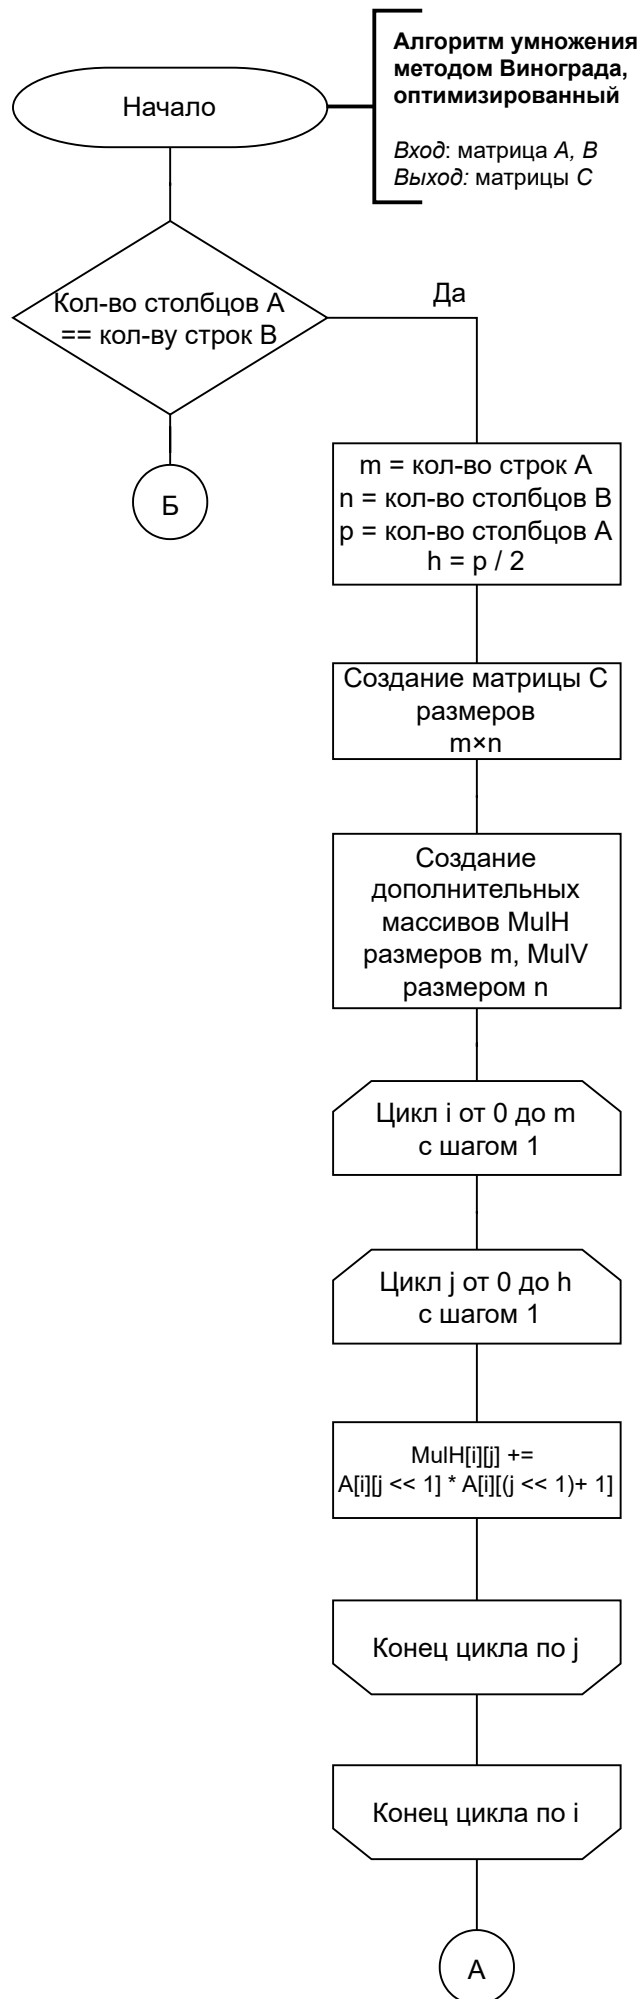 Алгоритм умножения
методом Винограда,
оптимизированный
Вход: матрица A, B
Выход: матрицы C
Начало
Кол-во столбцов A
== кол-ву строк B
Да
Б
m = кол-во строк A
n = кол-во столбцов B
p = кол-во столбцов A
h = p / 2
Создание матрицы C
размеров
m×n
Создание
дополнительных
массивов MulH
размеров m, MulV
размером n
Цикл i от 0 до m
с шагом 1
Цикл j от 0 до h
с шагом 1
MulH[i][j] +=
A[i][j << 1] * A[i][(j << 1)+ 1]
Конец цикла по j
Конец цикла по i
А